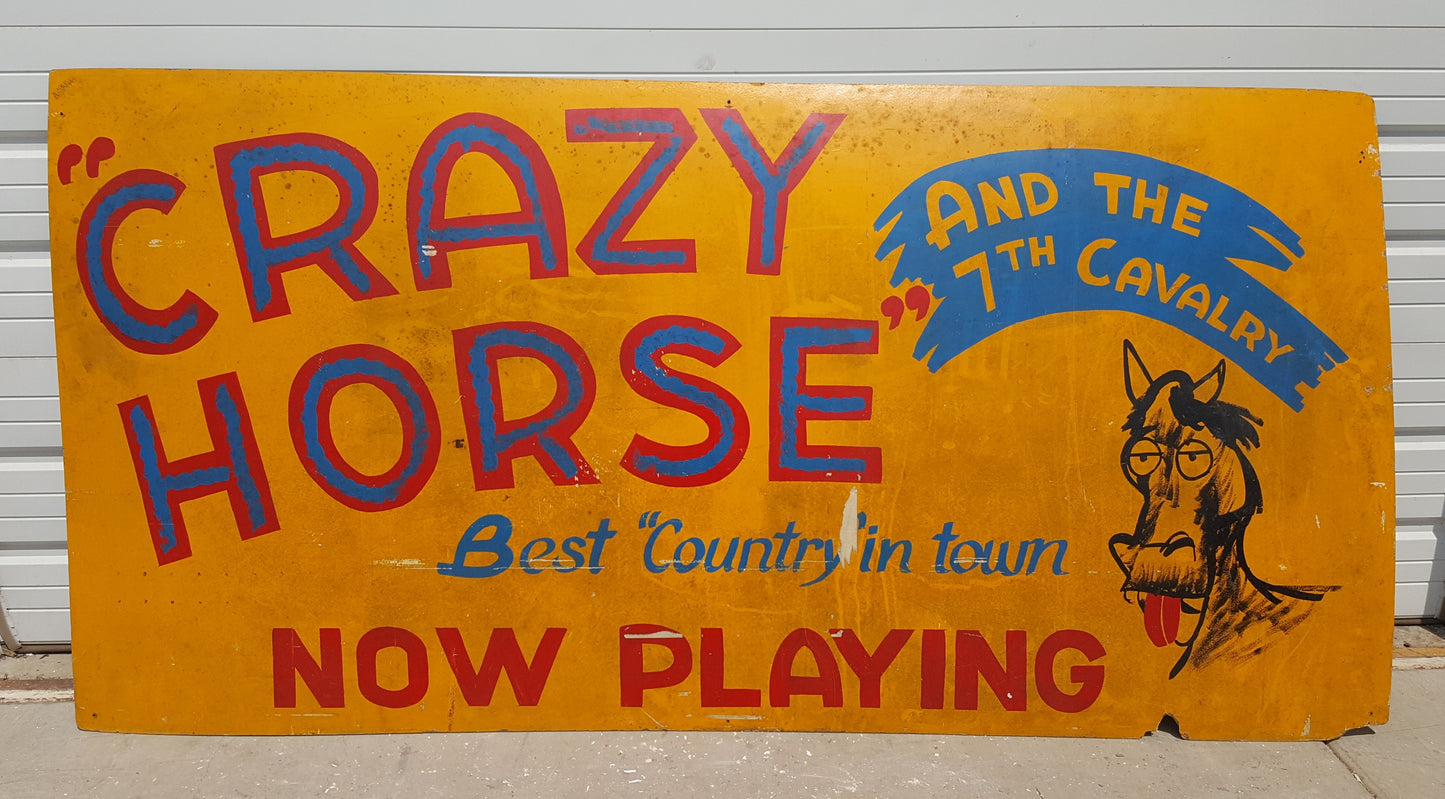 "CRAZY
HORSE"
AND THE
7TH CAVALRY
Best "Country" in town
NOW PLAYING